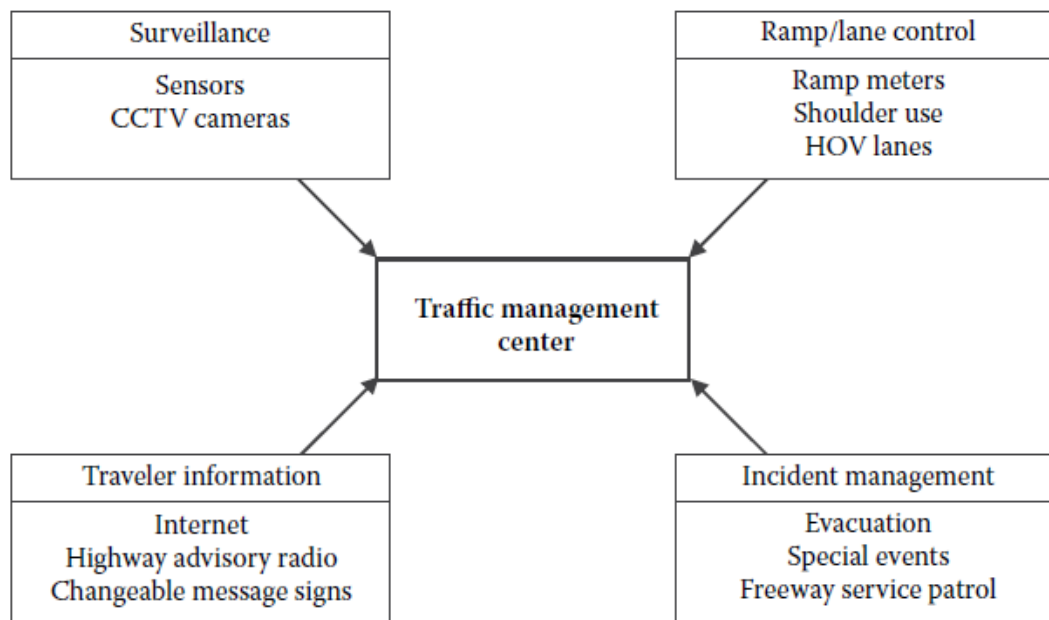 Surveillance
Sensors
CCTV cameras
Ramp/lane control
Ramp meters
Shoulder use
HOV lanes
Traffic management
center
Traveler information
Internet
Highway advisory radio
Changeable message signs
Incident management
Evacuation
Special events
Freeway service patrol